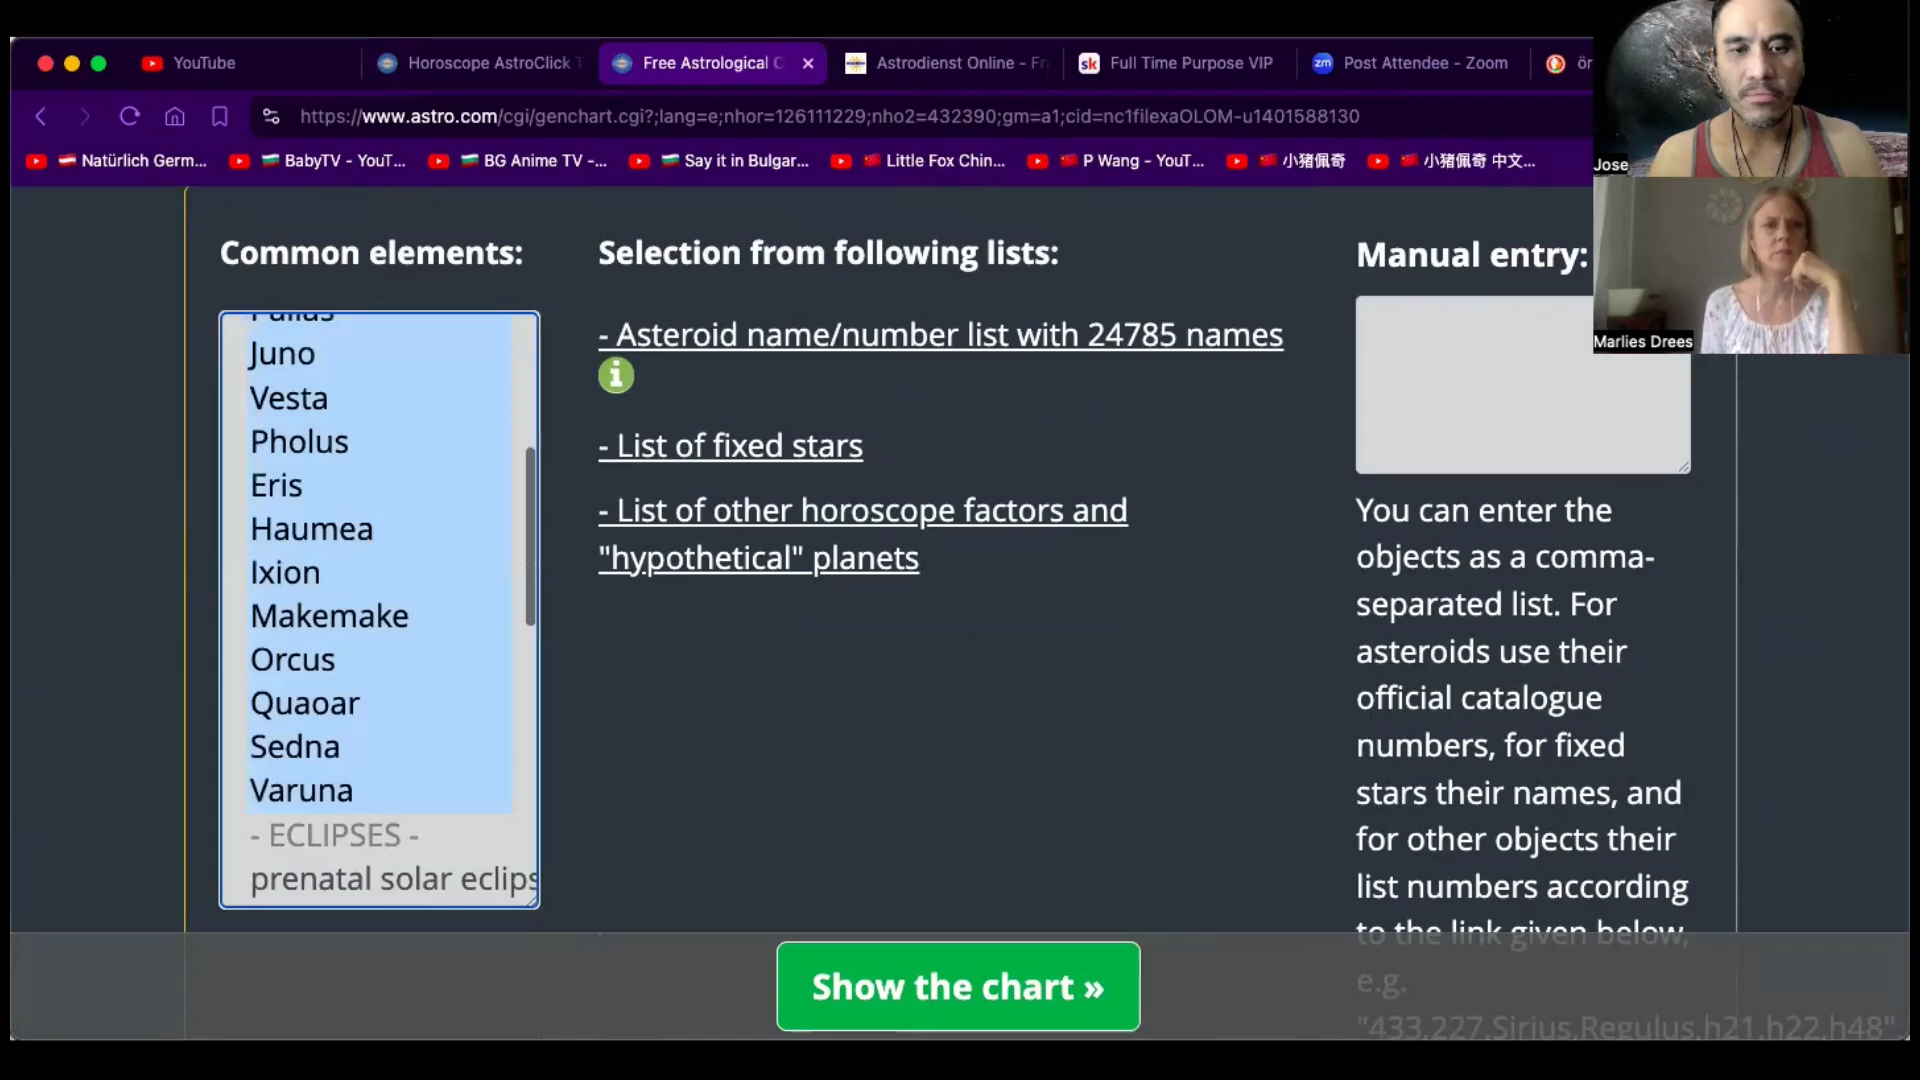 YouTube
Horoscope AstroClick T
Free Astrological C
Astrodienst Online - Fr
Full Time Purpose VIP
Post Attendee - Zoom
ör
https://www.astro.com/cgi/genchart.cgi?;lang=e;nhor=126111229;nho2=432390;gm=a1;cid=nc1filexaOLOM-u1401588130
Natürlich Germ...
BabyTV - YouT...
BG Anime TV -...
Say it in Bulgar...
Little Fox Chin...
P Wang - YouT...
小猪佩奇
小猪佩奇 中文...
Jose
Marlies Drees
Common elements:
Pallas
Juno
Vesta
Pholus
Eris
Haumea
Ixion
Makemake
Orcus
Quaoar
Sedna
Varuna
- ECLIPSES -
prenatal solar eclips
Selection from following lists:
- Asteroid name/number list with 24785 names
- List of fixed stars
- List of other horoscope factors and
"hypothetical" planets
Manual entry:
You can enter the
objects as a comma-
separated list. For
asteroids use their
official catalogue
numbers, for fixed
stars their names, and
for other objects their
list numbers according
to the link given below,
e.g.
"433,227,Sirius,Regulus,h21,h22,h48"
Show the chart »